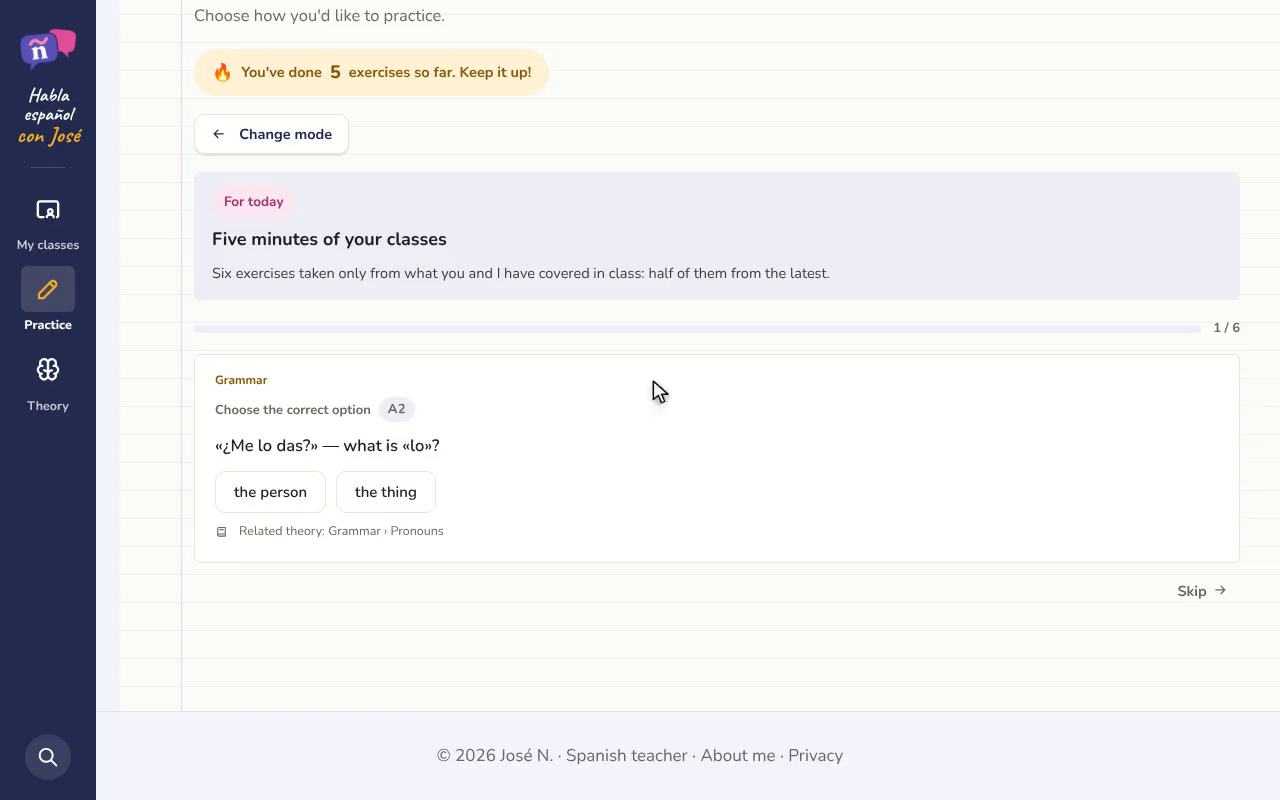 Choose how you'd like to practice.
ñ
Habla
español
con José
🔥 You've done 5 exercises so far. Keep it up!
← Change mode
For today
Five minutes of your classes
Six exercises taken only from what you and I have covered in class: half of them from the latest.
My classes
Practice
Theory
1 / 6
Grammar
Choose the correct option A2
«¿Me lo das?» — what is «lo»?
the person the thing
Related theory: Grammar › Pronouns
Skip →
© 2026 José N. · Spanish teacher · About me · Privacy